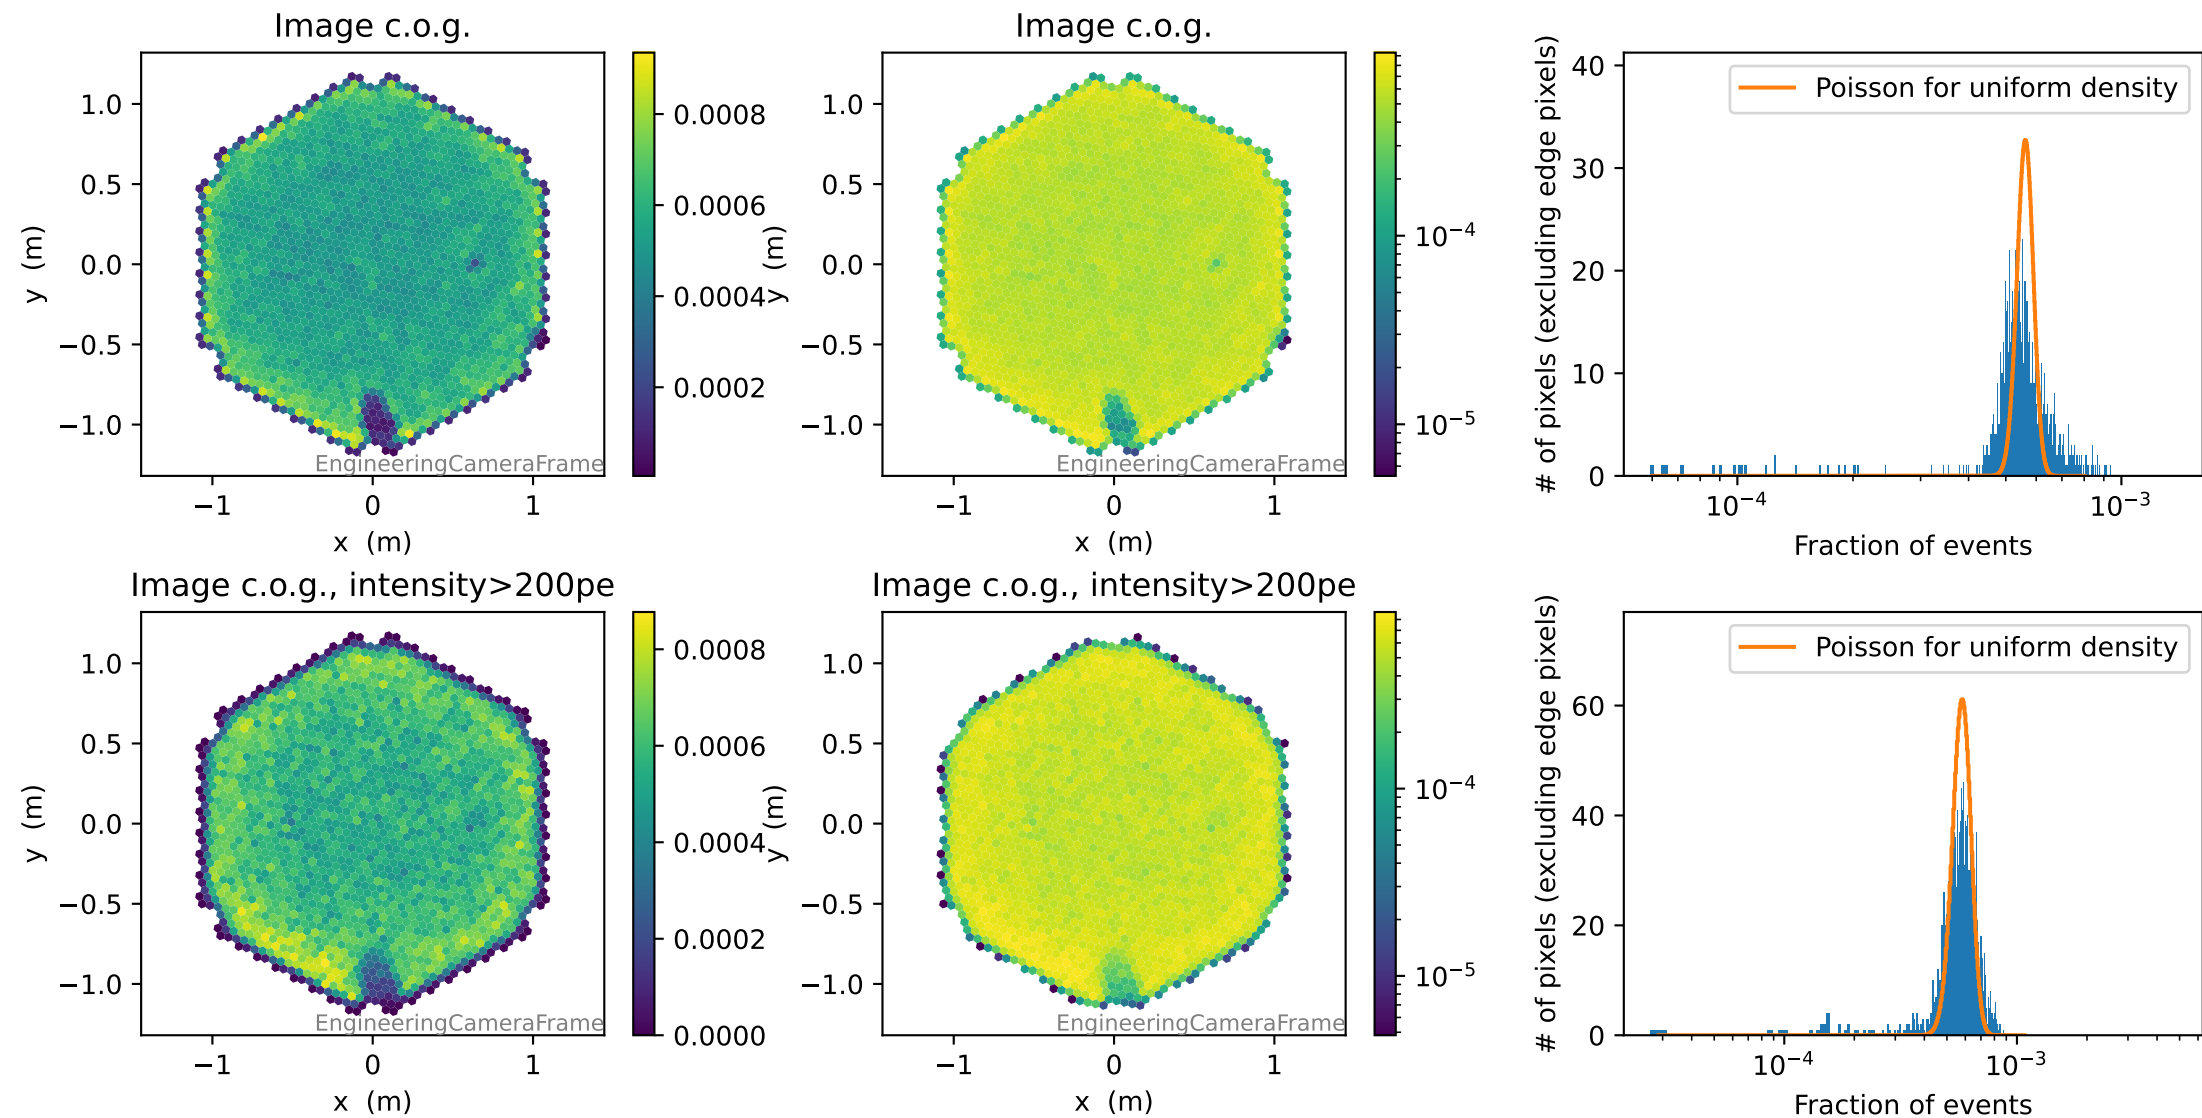 Image c.o.g.
1.0
0.5
0.0
−0.5
−1.0
y (m)
−1
0
1
x (m)
EngineeringCameraFrame
0.0008
0.0006
0.0004
0.0002
Image c.o.g.
1.0
0.5
0.0
−0.5
−1.0
y (m)
−1
0
1
x (m)
EngineeringCameraFrame
10⁻⁴
10⁻⁵
# of pixels (excluding edge pixels)
40
30
20
10
0
Poisson for uniform density
10⁻⁴
10⁻³
Fraction of events
Image c.o.g., intensity>200pe
1.0
0.5
0.0
−0.5
−1.0
y (m)
−1
0
1
x (m)
EngineeringCameraFrame
0.0008
0.0006
0.0004
0.0002
0.0000
Image c.o.g., intensity>200pe
1.0
0.5
0.0
−0.5
−1.0
y (m)
−1
0
1
x (m)
EngineeringCameraFrame
10⁻⁴
10⁻⁵
# of pixels (excluding edge pixels)
60
40
20
0
Poisson for uniform density
10⁻⁴
10⁻³
Fraction of events